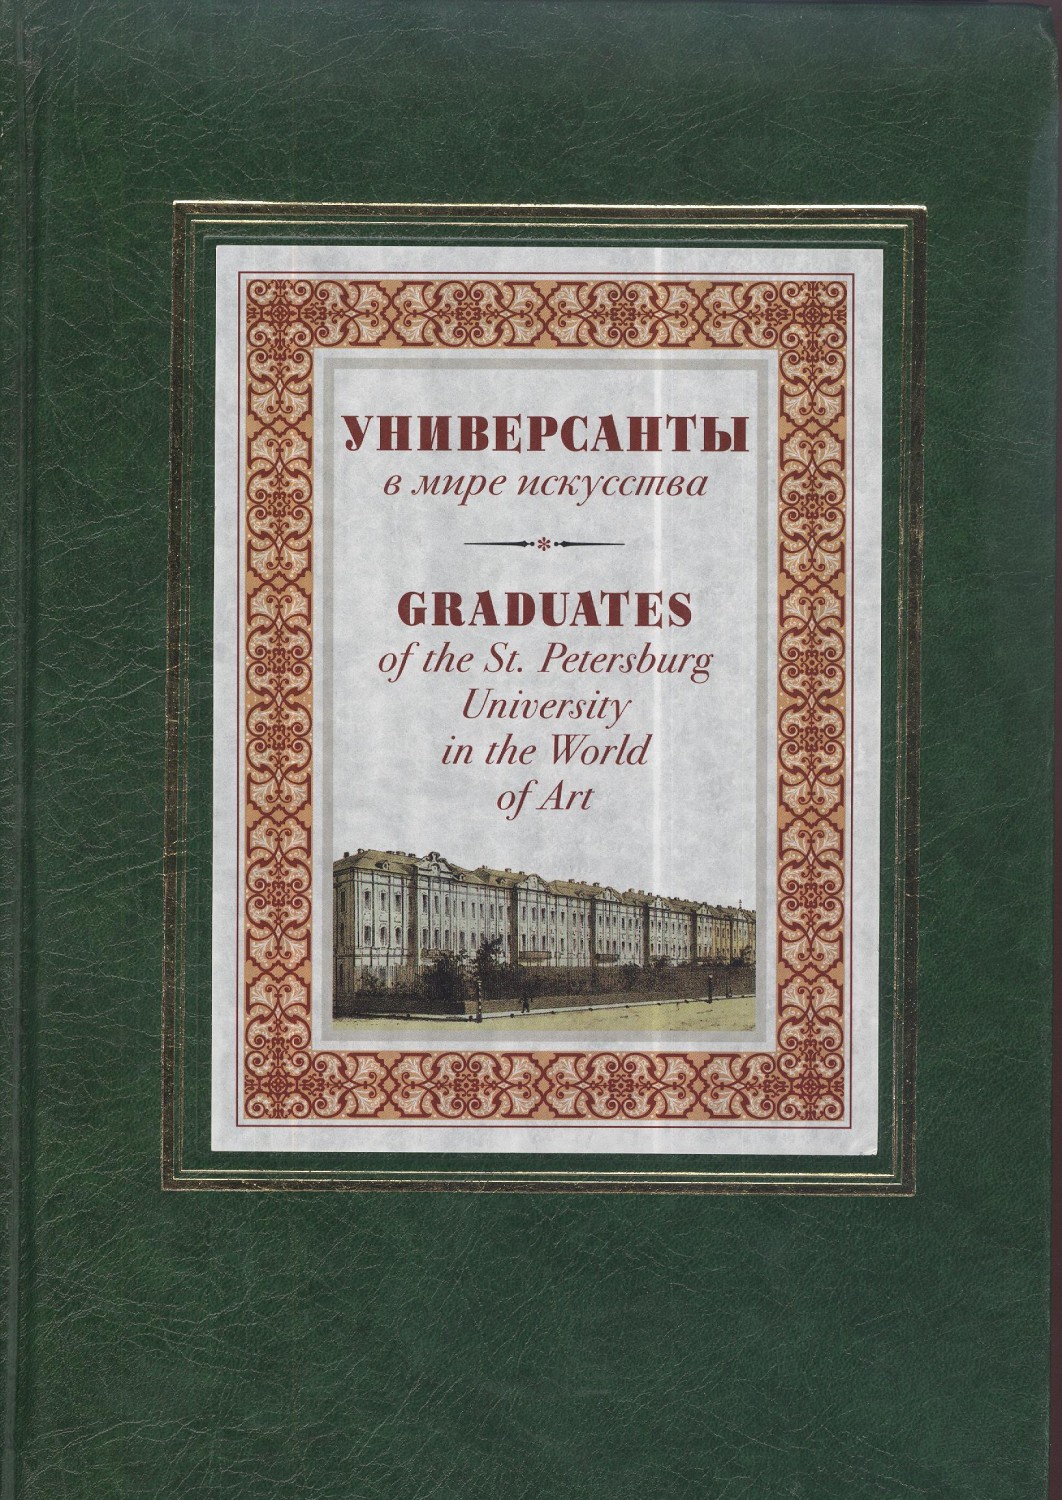 УНИВЕРСАНТЫ
в мире искусства
GRADUATES
of the St. Petersburg
University
in the World
of Art